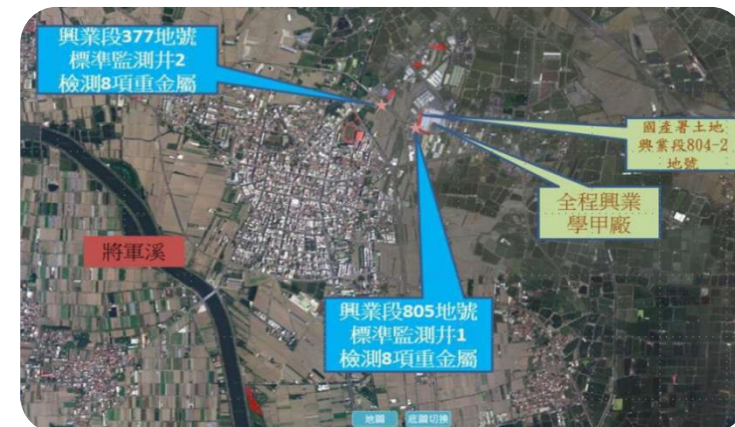 興業段377地號
標準監測井2
檢測8項重金屬
國產署土地
興業段804-2
地號
全程興業
學甲廠
將軍溪
興業段805地號
標準監測井1
檢測8項重金屬
地圖
底圖切換